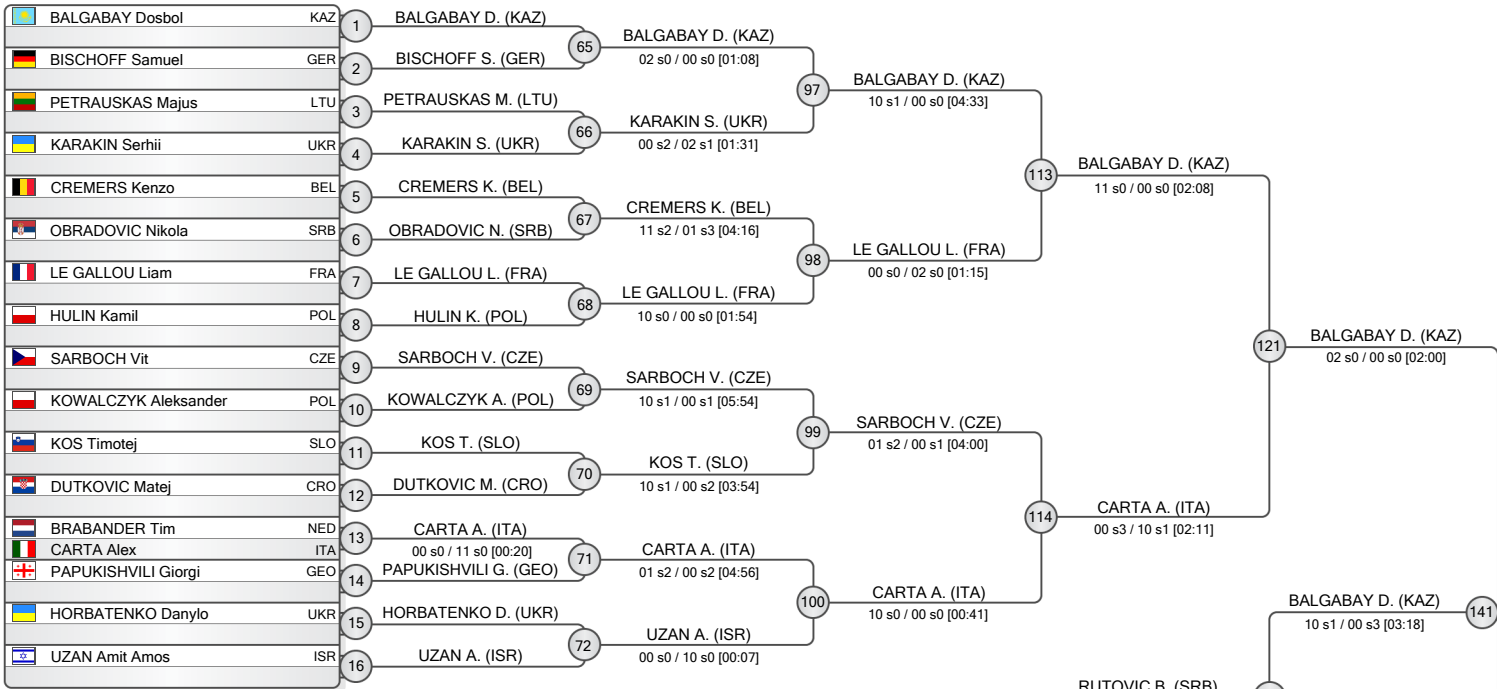 BALGABAY Dosbol KAZ
BISCHOFF Samuel GER
PETRAUSKAS Majus LTU
KARAKIN Serhii UKR
CREMERS Kenzo BEL
OBRADOVIC Nikola SRB
LE GALLOU Liam FRA
HULIN Kamil POL
SARBOCH Vit CZE
KOWALCZYK Aleksander POL
KOS Timotej SLO
DUTKOVIC Matej CRO
BRABANDER Tim NED
CARTA Alex ITA
PAPUKISHVILI Giorgi GEO
HORBATENKO Danylo UKR
UZAN Amit Amos ISR
1
2
3
4
5
6
7
8
9
10
11
12
13
14
15
16
BALGABAY D. (KAZ)
BISCHOFF S. (GER)
PETRAUSKAS M. (LTU)
KARAKIN S. (UKR)
CREMERS K. (BEL)
OBRADOVIC N. (SRB)
LE GALLOU L. (FRA)
HULIN K. (POL)
SARBOCH V. (CZE)
KOWALCZYK A. (POL)
KOS T. (SLO)
DUTKOVIC M. (CRO)
CARTA A. (ITA)
00 s0 / 11 s0 [00:20]
PAPUKISHVILI G. (GEO)
HORBATENKO D. (UKR)
UZAN A. (ISR)
65
66
67
68
69
70
71
72
BALGABAY D. (KAZ)
02 s0 / 00 s0 [01:08]
KARAKIN S. (UKR)
00 s2 / 02 s1 [01:31]
CREMERS K. (BEL)
11 s2 / 01 s3 [04:16]
LE GALLOU L. (FRA)
10 s0 / 00 s0 [01:54]
SARBOCH V. (CZE)
10 s1 / 00 s1 [05:54]
KOS T. (SLO)
10 s1 / 00 s2 [03:54]
CARTA A. (ITA)
01 s2 / 00 s2 [04:56]
UZAN A. (ISR)
00 s0 / 10 s0 [00:07]
97
98
99
100
BALGABAY D. (KAZ)
10 s1 / 00 s0 [04:33]
LE GALLOU L. (FRA)
00 s0 / 02 s0 [01:15]
SARBOCH V. (CZE)
01 s2 / 00 s1 [04:00]
CARTA A. (ITA)
10 s0 / 00 s0 [00:41]
113
114
BALGABAY D. (KAZ)
11 s0 / 00 s0 [02:08]
CARTA A. (ITA)
00 s3 / 10 s1 [02:11]
121
BALGABAY D. (KAZ)
02 s0 / 00 s0 [02:00]
BALGABAY D. (KAZ)
10 s1 / 00 s3 [03:18]
141
RUTOVIC B. (SRB)